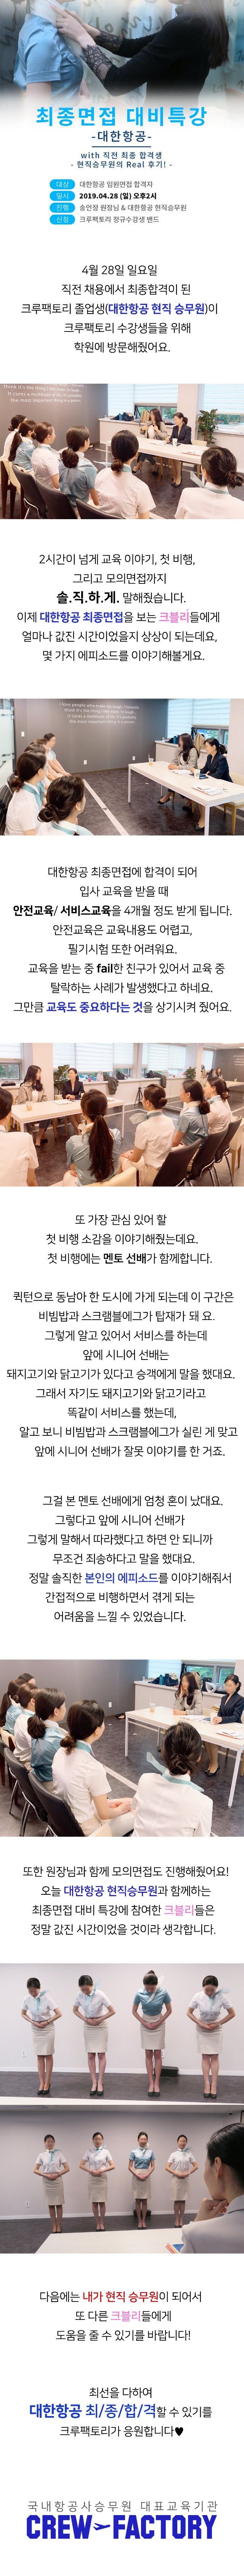 최종면접 대비특강
-대한항공-
with 직전 최종 합격생
- 현직승무원의 Real 후기! -
대상 대한항공 임원면접 합격자
일시 2019.04.28 (일) 오후2시
진행 송언정 원장님 & 대한항공 현직승무원
신청 크루팩토리 정규수강생 밴드
4월 28일 일요일
직전 채용에서 최종합격이 된
크루팩토리 졸업생(대한항공 현직 승무원)이
크루팩토리 수강생들을 위해
학원에 방문해줬어요.
think it's the thing I like most,
It cures a multitude of ills.
the most important thing
2시간이 넘게 교육 이야기, 첫 비행,
그리고 모의면접까지
솔.직.하.게. 말해줬습니다.
이제 대한항공 최종면접을 보는 크블리들에게
얼마나 값진 시간이었을지 상상이 되는데요,
몇 가지 에피소드를 이야기해볼게요.
I love people who make me laugh. I honestly
think it's the thing I like most, to laugh.
It cures a multitude of ills. It's probably
the most important thing in a person.
대한항공 최종면접에 합격이 되어
입사 교육을 받을 때
안전교육/ 서비스교육을 4개월 정도 받게 됩니다.
안전교육은 교육내용도 어렵고,
필기시험 또한 어려워요.
교육을 받는 중 fail한 친구가 있어서 교육 중
탈락하는 사례가 발생했다고 하네요.
그만큼 교육도 중요하다는 것을 상기시켜 줬어요.
또 가장 관심 있어 할
첫 비행 소감을 이야기해줬는데요.
첫 비행에는 멘토 선배가 함께합니다.
퀵턴으로 동남아 한 도시에 가게 되는데 이 구간은
비빔밥과 스크램블에그가 탑재가 돼 요.
그렇게 알고 있어서 서비스를 하는데
앞에 시니어 선배는
돼지고기와 닭고기가 있다고 승객에게 말을 했대요.
그래서 자기도 돼지고기와 닭고기라고
똑같이 서비스를 했는데,
알고 보니 비빔밥과 스크램블에그가 실린 게 맞고
앞에 시니어 선배가 잘못 이야기를 한 거죠.
그걸 본 멘토 선배에게 엄청 혼이 났대요.
그렇다고 앞에 시니어 선배가
그렇게 말해서 따라했다고 하면 안 되니까
무조건 죄송하다고 말을 했대요.
정말 솔직한 본인의 에피소드를 이야기해줘서
간접적으로 비행하면서 겪게 되는
어려움을 느낄 수 있었습니다.
또한 원장님과 함께 모의면접도 진행해줬어요!
오늘 대한항공 현직승무원과 함께하는
최종면접 대비 특강에 참여한 크블리들은
정말 값진 시간이었을 것이라 생각합니다.
다음에는 내가 현직 승무원이 되어서
또 다른 크블리들에게
도움을 줄 수 있기를 바랍니다!
최선을 다하여
대한항공 최/종/합/격할 수 있기를
크루팩토리가 응원합니다♥
국내항공사승무원 대표교육기관
CREW FACTORY